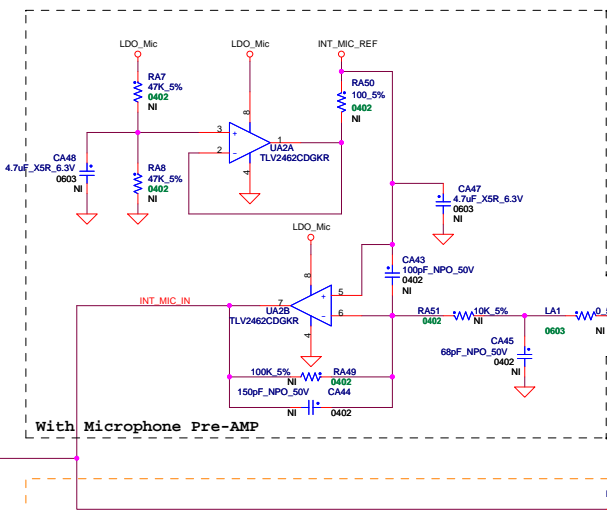 LDO_Mic
LDO_Mic
INT_MIC_REF
RA7
47K_5%
0402
NI
RA50
100_5%
0402
NI
8
3
+
1
2
−
UA2A
TLV2462CDGKR
4
CA48
4.7uF_X5R_6.3V
0603
NI
RA8
47K_5%
0402
NI
CA47
4.7uF_X5R_6.3V
0603
NI
LDO_Mic
CA43
100pF_NPO_50V
0402
NI
8
5
+
INT_MIC_IN
7
UA2B
TLV2462CDGKR
6
−
4
RA51
10K_5%
LA1
0402
NI
0603
NI
CA45
68pF_NPO_50V
0402
NI
100K_5%
RA49
NI
0402
150pF_NPO_50V
CA44
NI
0402
With Microphone Pre-AMP